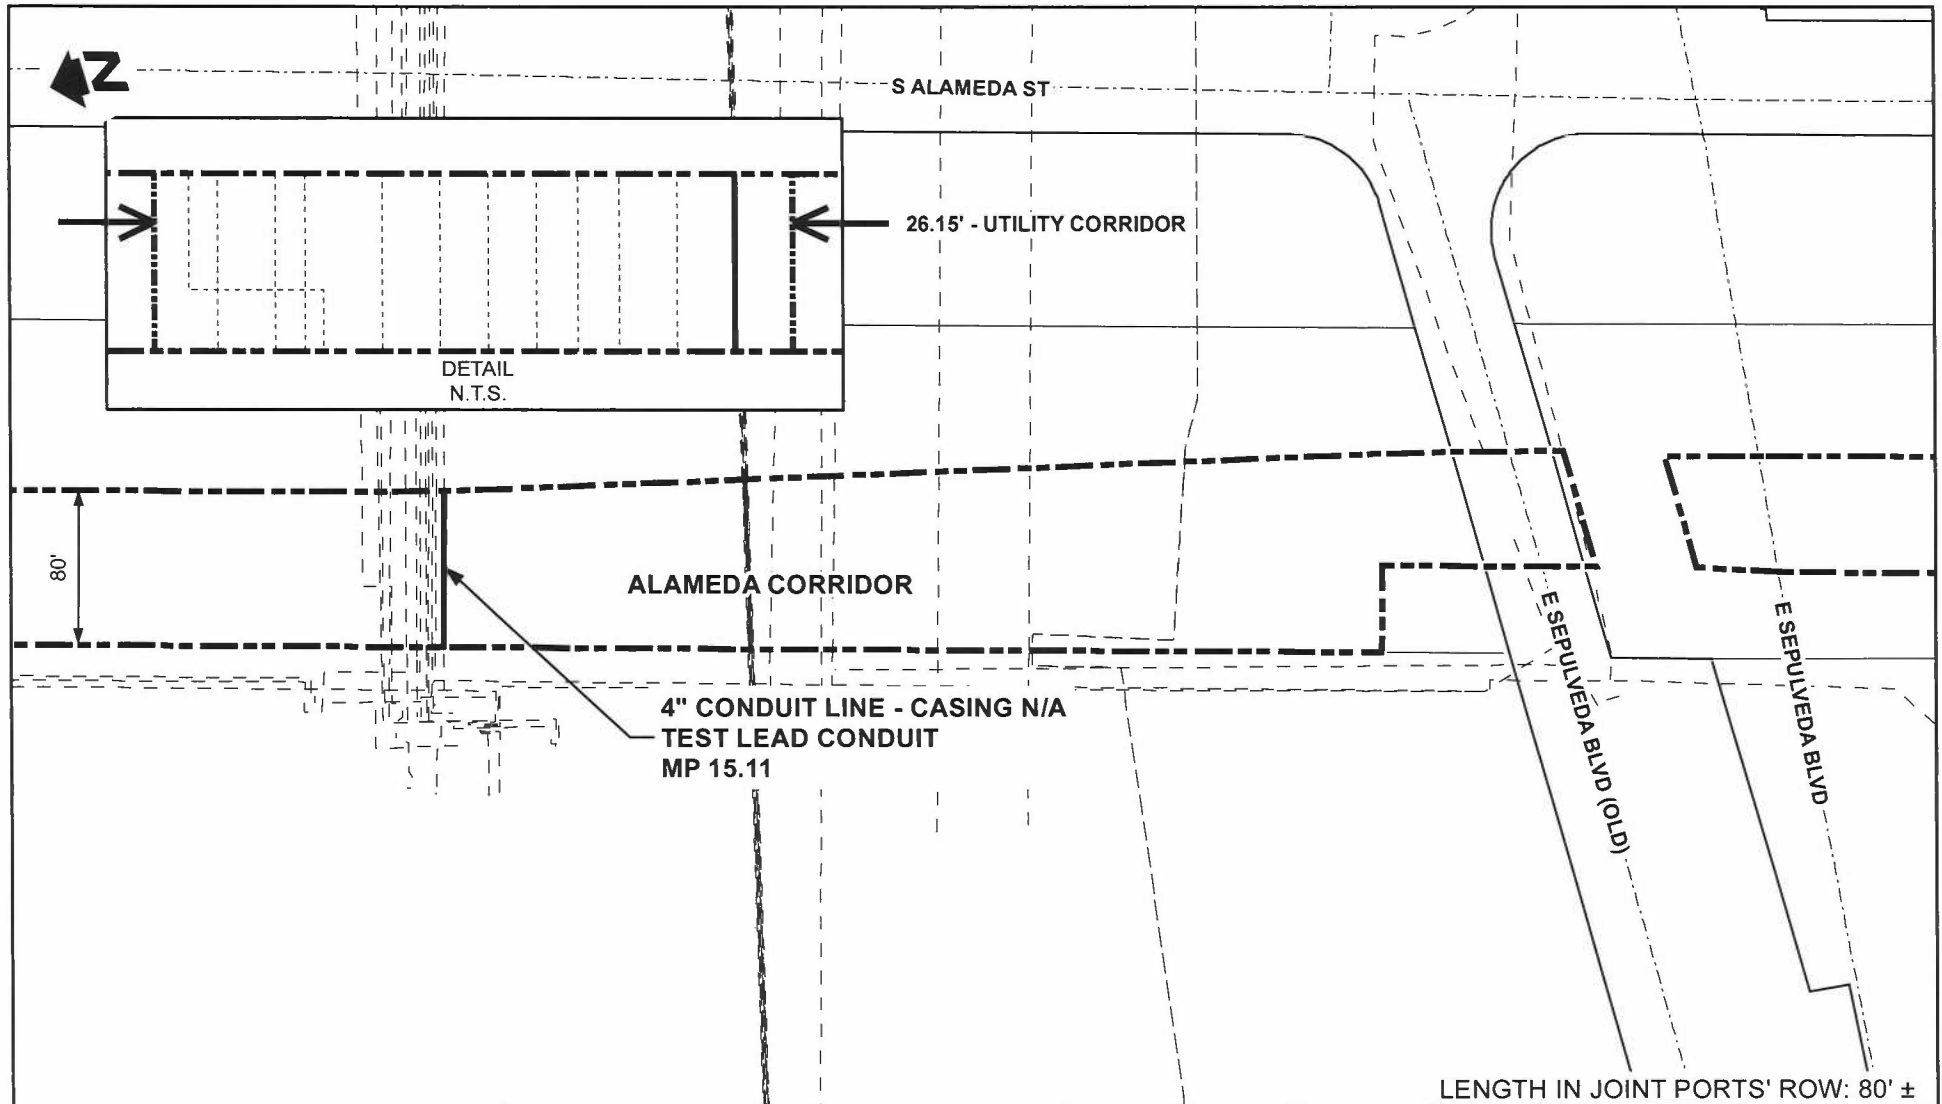 N
S ALAMEDA ST
26.15' - UTILITY CORRIDOR
DETAIL
N.T.S.
80'
ALAMEDA CORRIDOR
4" CONDUIT LINE - CASING N/A
TEST LEAD CONDUIT
MP 15.11
E SEPULVEDA BLVD (OLD)
E SEPULVEDA BLVD
LENGTH IN JOINT PORTS' ROW: 80' ±